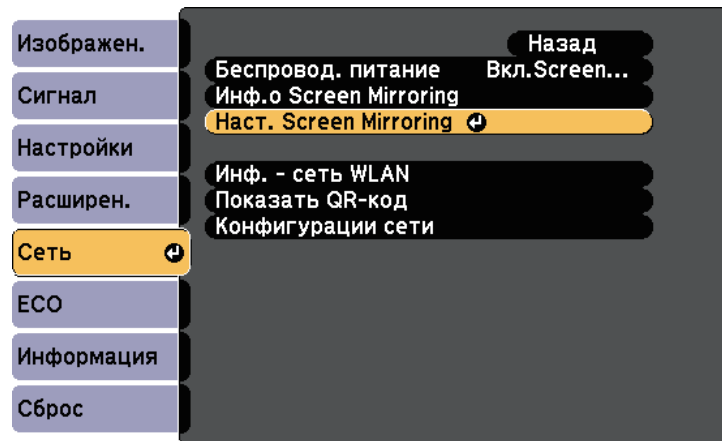 Изображен.
Сигнал
Настройки
Расширен.
Сеть
ECO
Информация
Сброс
Назад
Беспровод. питание Вкл.Screen...
Инф.о Screen Mirroring
Наст. Screen Mirroring
Инф. - сеть WLAN
Показать QR-код
Конфигурации сети